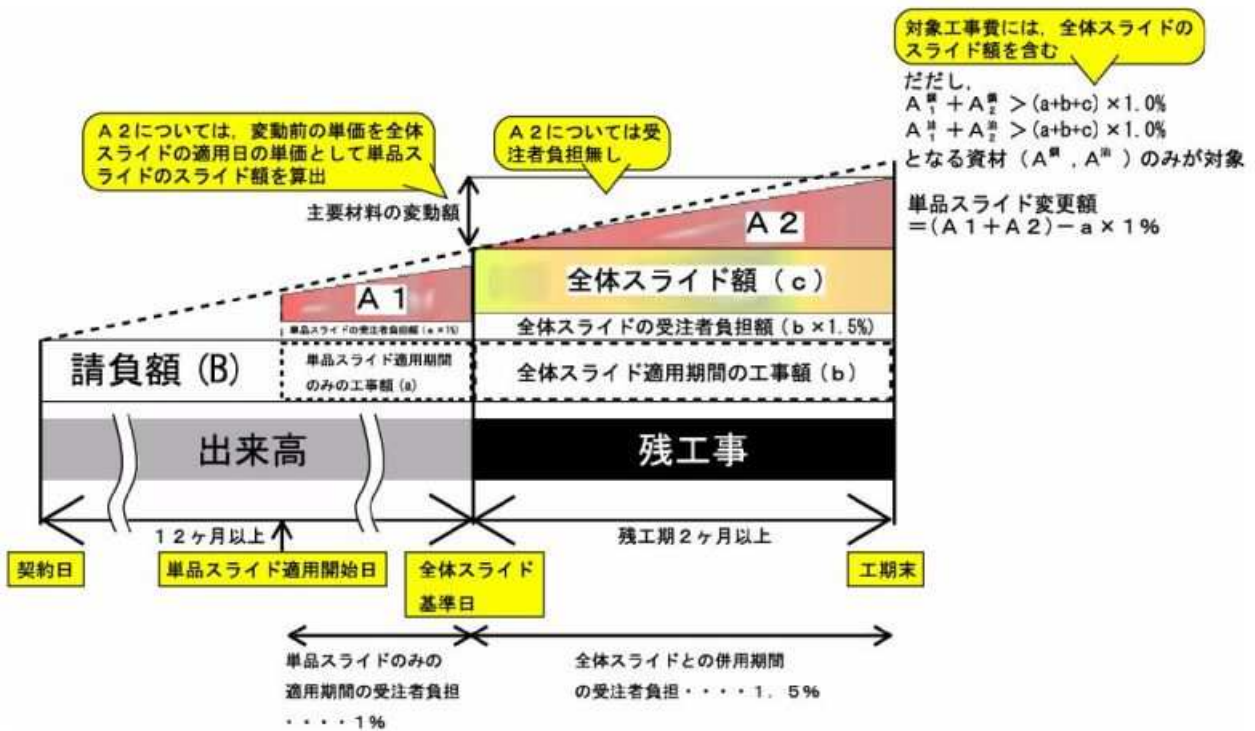 対象工事費には，全体スライドの
スライド額を含む
だだし，
A鋼1＋A鋼2 ＞(a+b+c)×1.0%
A油1＋A油2 ＞(a+b+c)×1.0%
となる資材（A鋼，A油）のみが対象
単品スライド変更額
＝(Ａ１＋Ａ２)－a×1%
Ａ２については，変動前の単価を全体
スライドの適用日の単価として単品ス
ライドのスライド額を算出
Ａ２については受
注者負担無し
主要材料の変動額
Ａ２
Ａ１
全体スライド額（ｃ）
単品スライドの受注者負担額(a×1%)
全体スライドの受注者負担額（ｂ×1.5%）
請負額（B）
単品スライド適用期間
のみの工事額(a)
全体スライド適用期間の工事額（ｂ）
出来高
残工事
１２ヶ月以上
残工期２ヶ月以上
契約日
単品スライド適用開始日
全体スライド
基準日
工期末
単品スライドのみの
適用期間の受注者負担
・・・・1%
全体スライドとの併用期間
の受注者負担・・・・１．５％